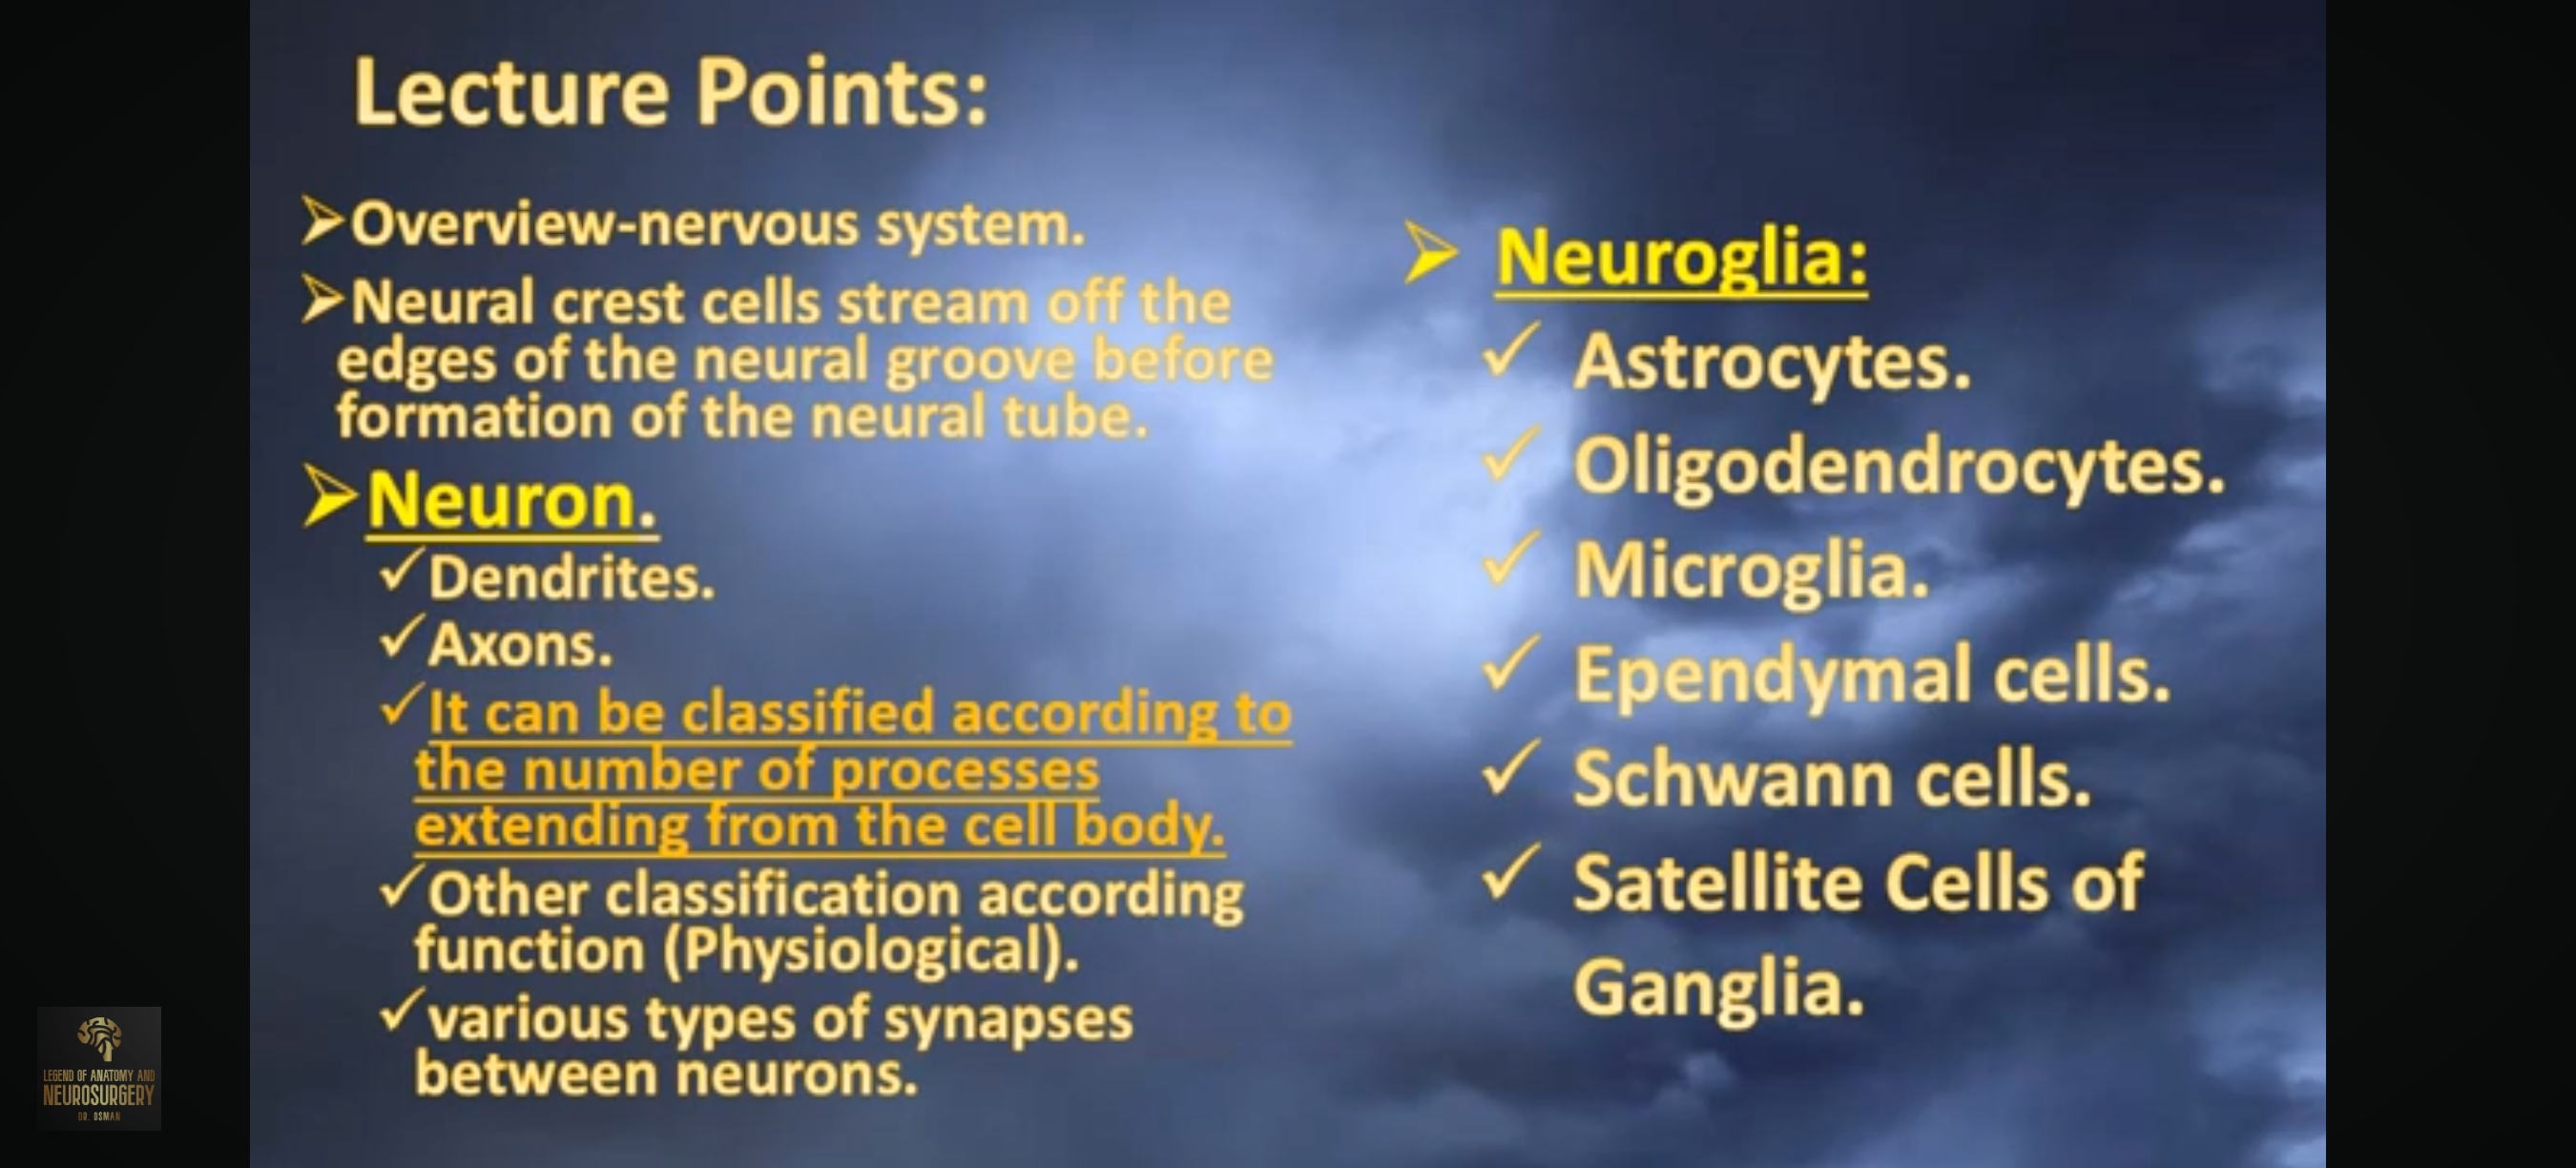 Lecture Points:
➢Overview-nervous system.
➢Neural crest cells stream off the
edges of the neural groove before
formation of the neural tube.
➢Neuron.
✓Dendrites.
✓Axons.
✓It can be classified according to
the number of processes
extending from the cell body.
✓Other classification according
function (Physiological).
✓various types of synapses
between neurons.
➢ Neuroglia:
✓ Astrocytes.
✓ Oligodendrocytes.
✓ Microglia.
✓ Ependymal cells.
✓ Schwann cells.
✓ Satellite Cells of
Ganglia.
LEGEND OF ANATOMY AND
NEUROSURGERY
DR. OSMAN